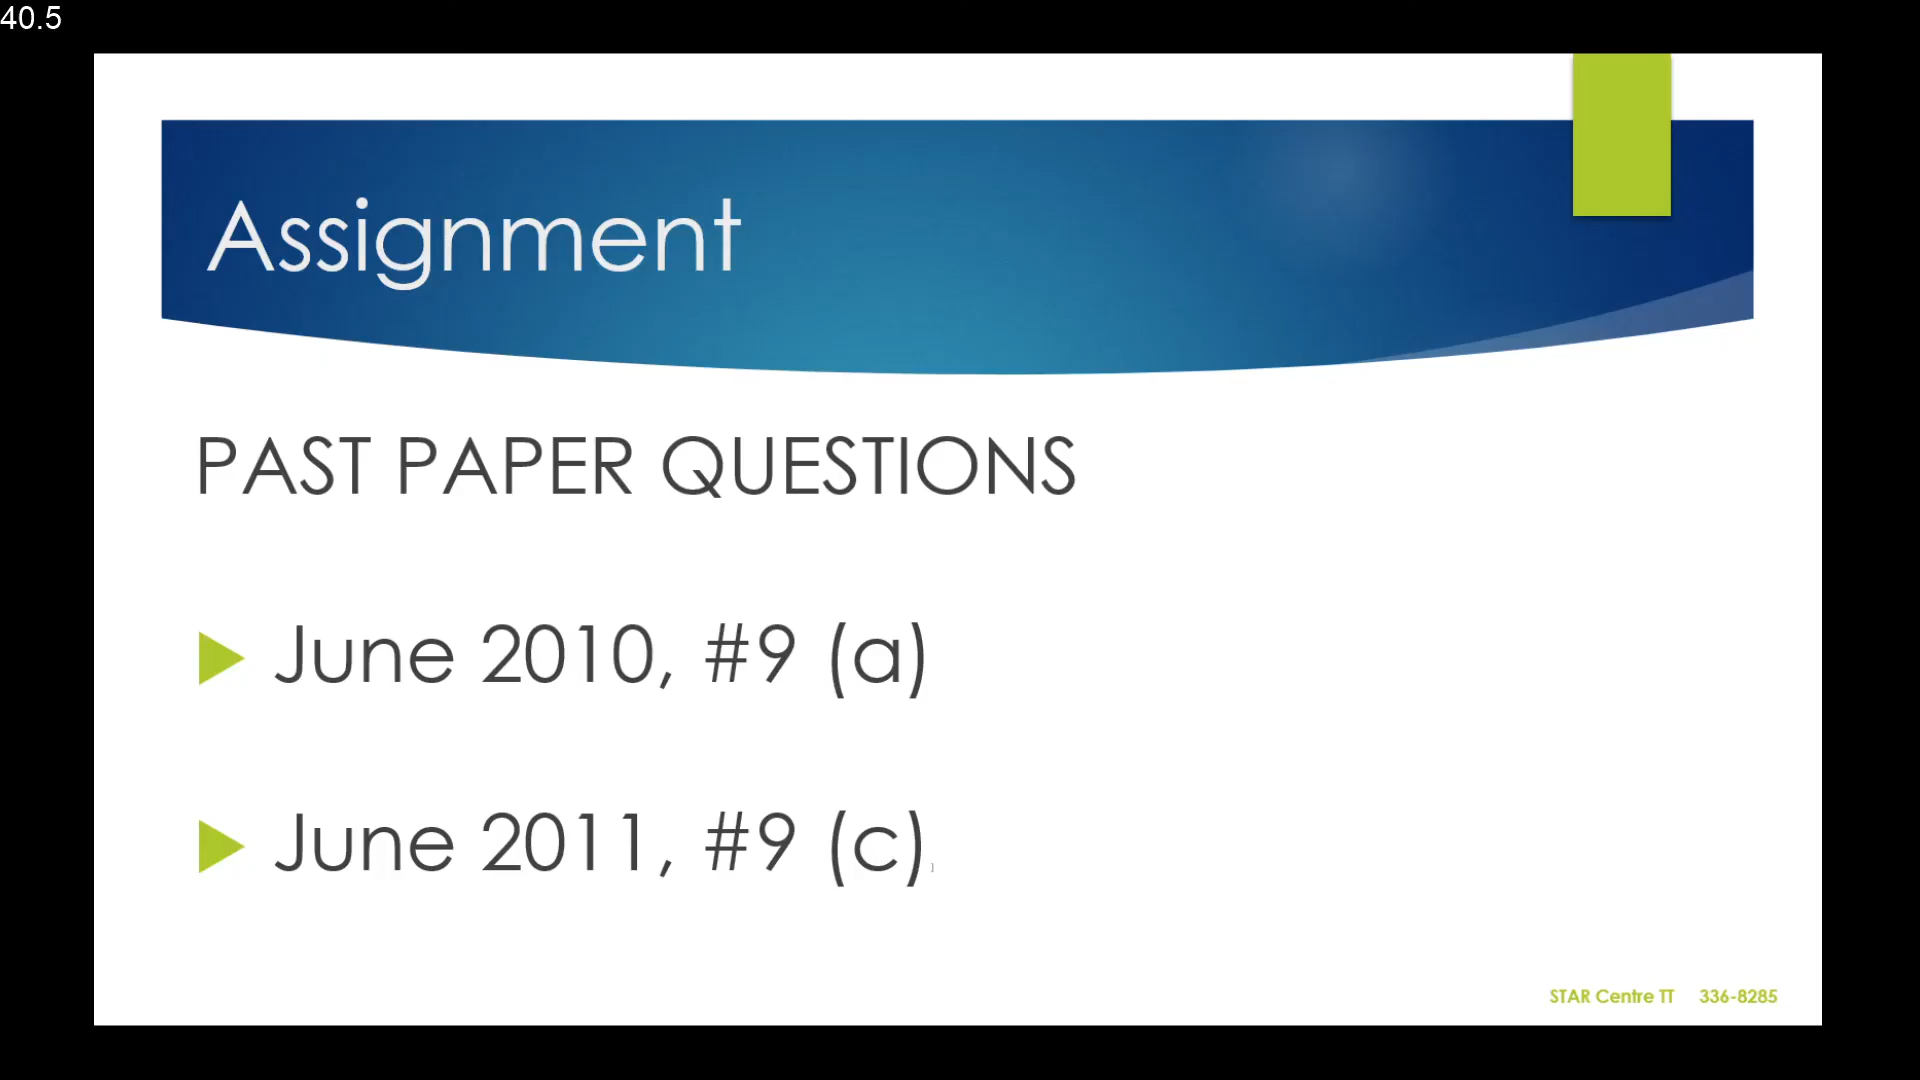 40.5
Assignment
PAST PAPER QUESTIONS
June 2010, #9 (a)
June 2011, #9 (c)
STAR Centre TT 336-8285